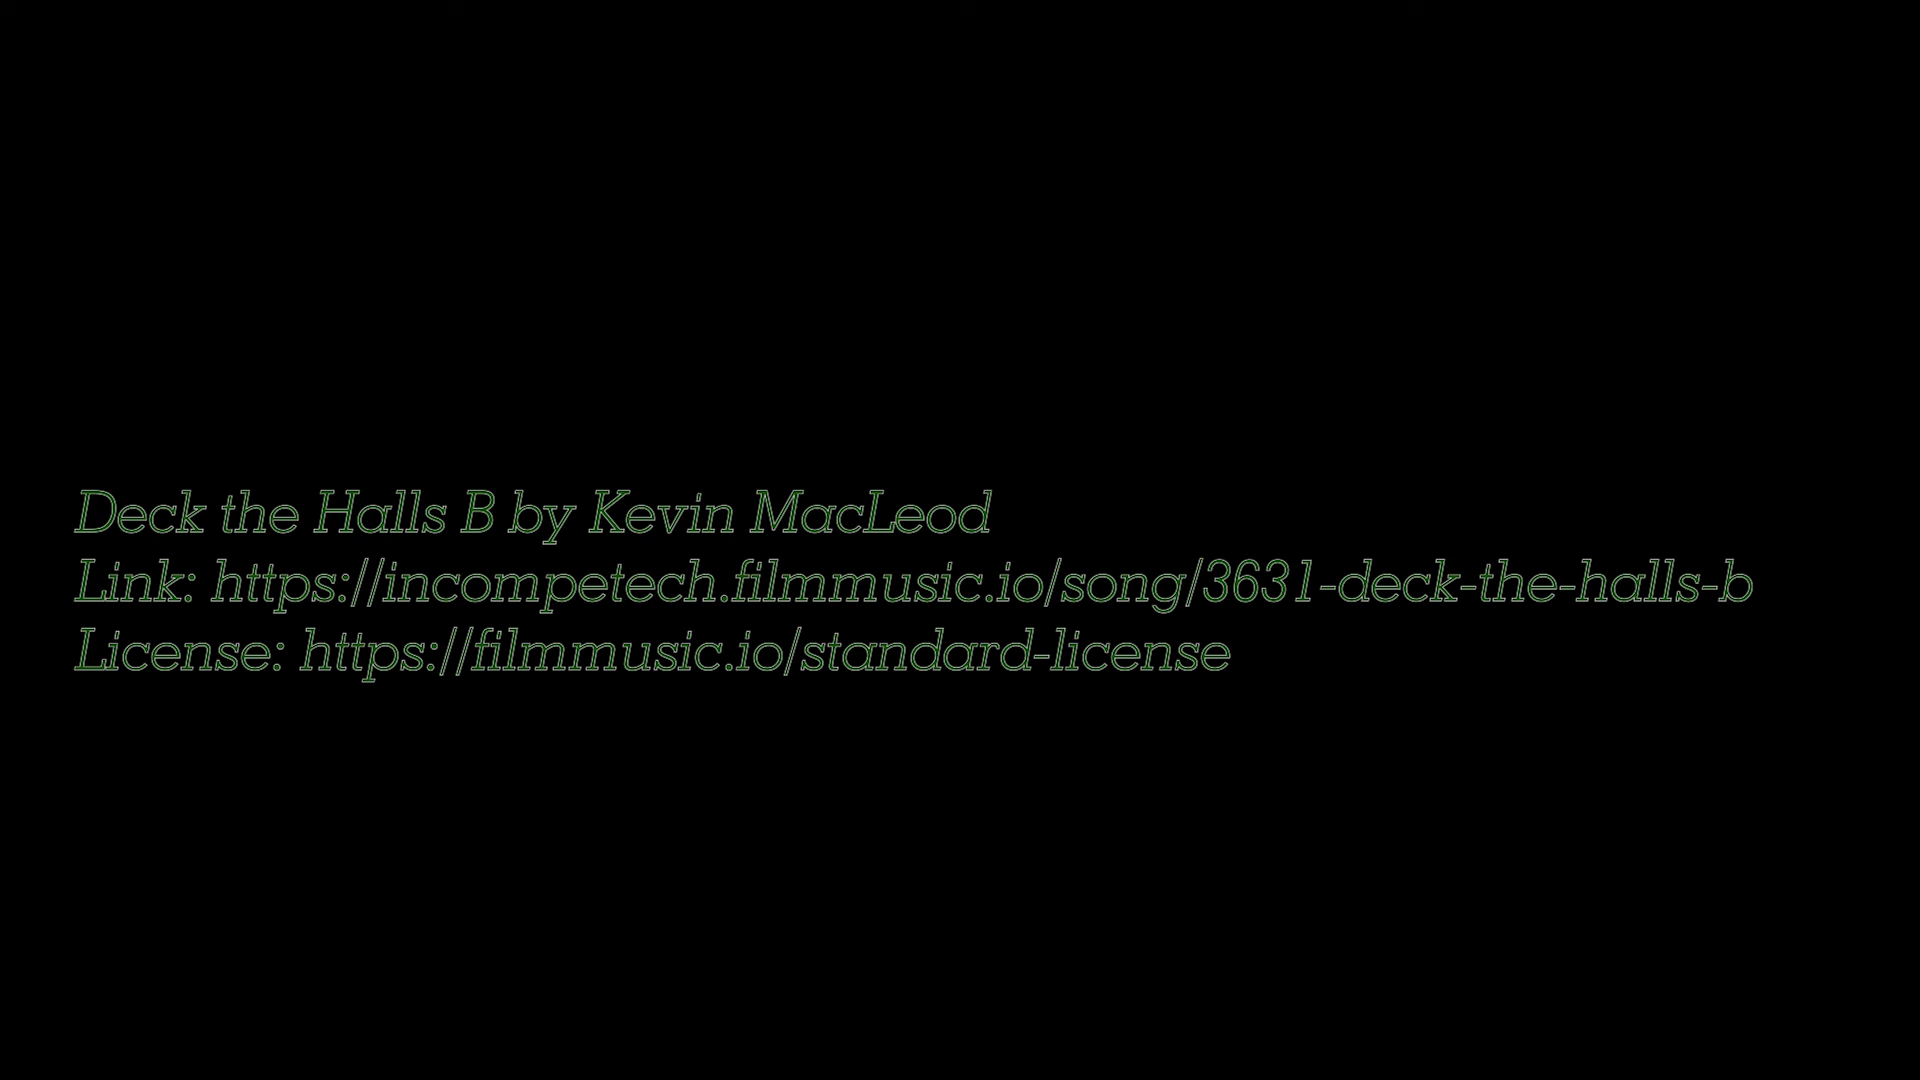 Deck the Halls B by Kevin MacLeod
Link: https://incompetech.filmmusic.io/song/3631-deck-the-halls-b
License: https://filmmusic.io/standard-license